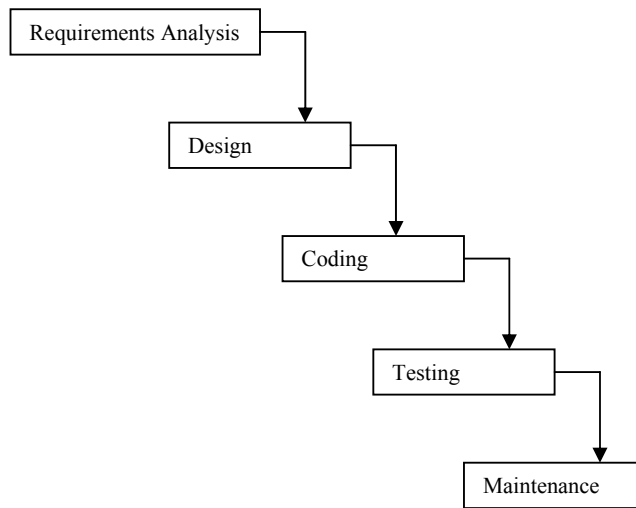 Requirements Analysis
Design
Coding
Testing
Maintenance